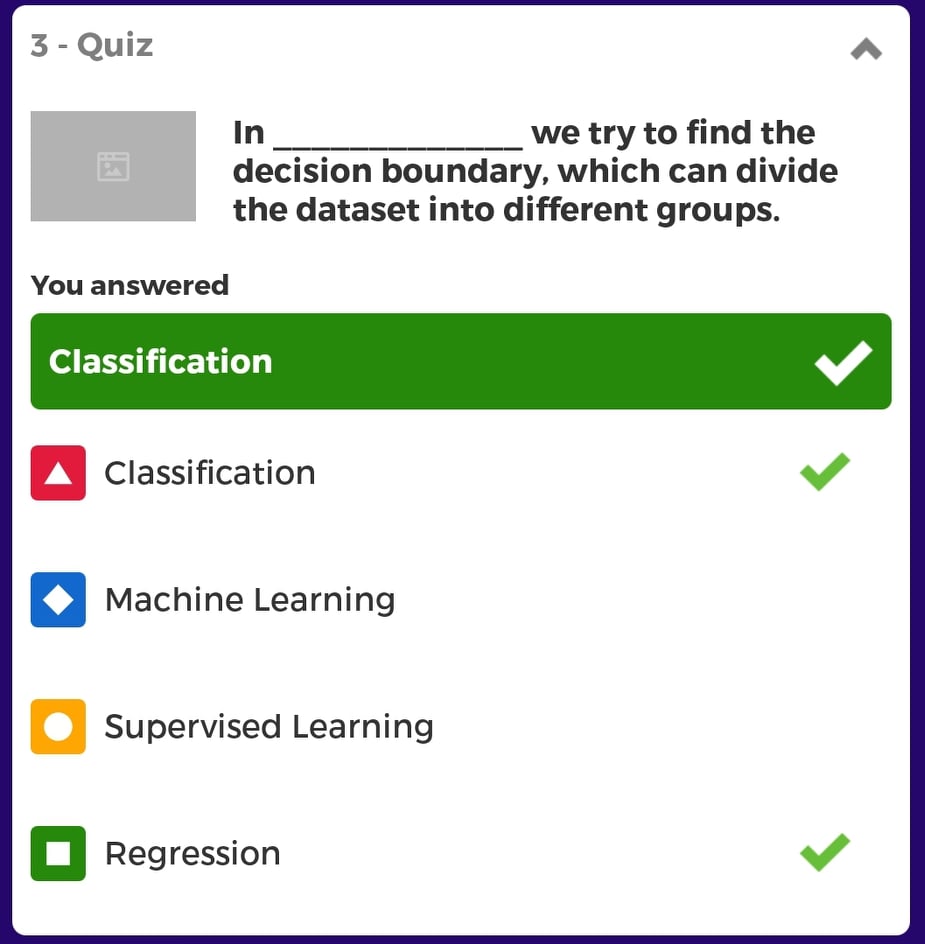 3 - Quiz
In _____________ we try to find the
decision boundary, which can divide
the dataset into different groups.
You answered
Classification
Classification
Machine Learning
Supervised Learning
Regression